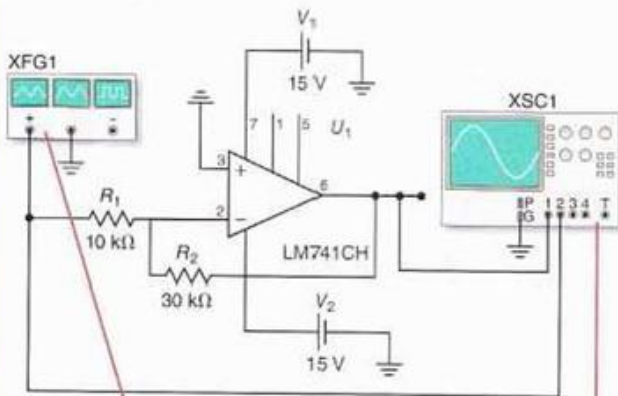 V1
15 V
XFG1
+
-
XSC1
7
1
5
U1
3
+
6
2
−
R1
10 kΩ
LM741CH
R2
30 kΩ
V2
15 V
P
G
1 2 3 4 T